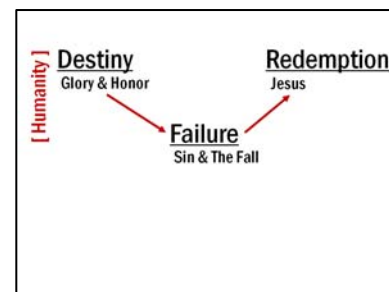 [ Humanity ]
Destiny
Glory & Honor
Redemption
Jesus
Failure
Sin & The Fall